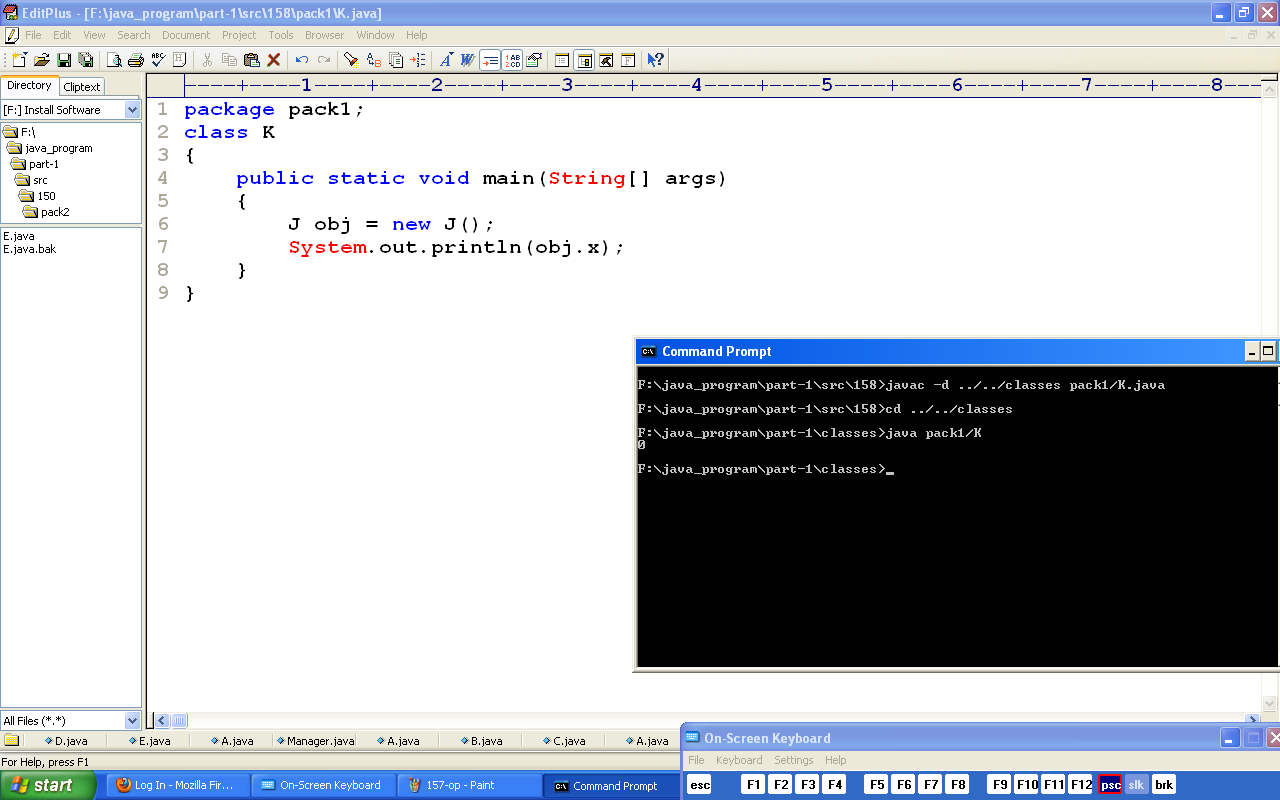 EditPlus - [F:\java_program\part-1\src\158\pack1\K.java]
File Edit View Search Document Project Tools Browser Window Help
Directory Cliptext
[F:] Install Software
F:\
java_program
part-1
src
150
pack2
E.java
E.java.bak
All Files (*.*)
----+----1----+----2----+----3----+----4----+----5----+----6----+----7----+----8--
1 package pack1;
2 class K
3 {
4 public static void main(String[] args)
5 {
6 J obj = new J();
7 System.out.println(obj.x);
8 }
9 }
Command Prompt
F:\java_program\part-1\src\158>javac -d ../../classes pack1/K.java
F:\java_program\part-1\src\158>cd ../../classes
F:\java_program\part-1\classes>java pack1/K
0
F:\java_program\part-1\classes>_
D.java E.java A.java Manager.java A.java B.java C.java A.java
For Help, press F1
On-Screen Keyboard
File Keyboard Settings Help
esc F1 F2 F3 F4 F5 F6 F7 F8 F9 F10 F11 F12 psc slk brk
start Log In - Mozilla Fir... On-Screen Keyboard 157-op - Paint Command Prompt